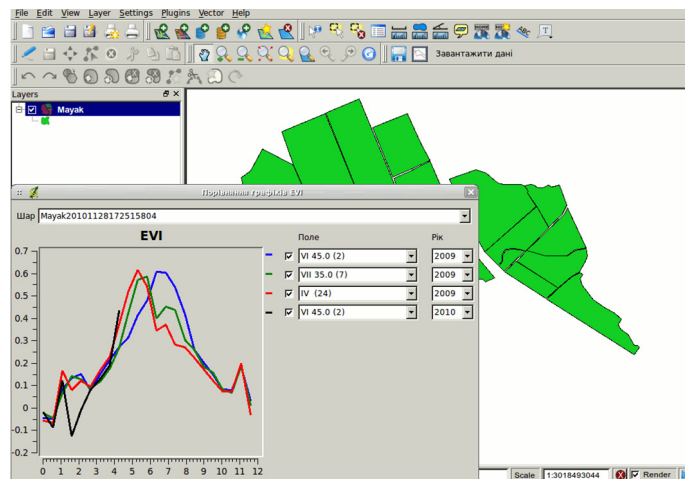 File Edit View Layer Settings Plugins Vector Help
Завантажити дані
Layers
Mayak
Порівняння графіків EVI
Шар Mayak20101128172515804
EVI
Поле Рік
VI 45.0 (2) 2009
VII 35.0 (7) 2009
IV (24) 2009
VI 45.0 (2) 2010
0.7
0.6
0.5
0.4
0.3
0.2
0.1
0
-0.1
-0.2
0 1 2 3 4 5 6 7 8 9 10 11 12
Scale 1:3018493044 Render